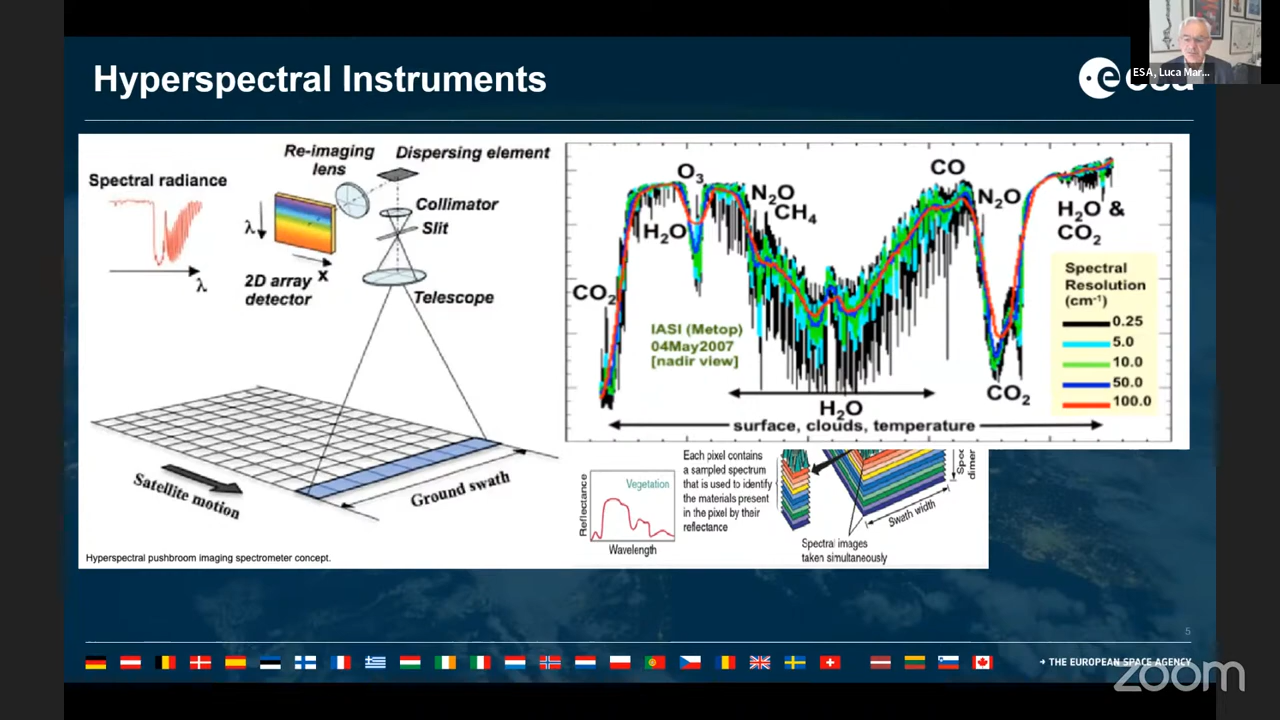 Hyperspectral Instruments
ESA, Luca Mar...
Spectral radiance
λ
Re-imaging
lens
Dispersing element
Collimator
Slit
λ
x
2D array
detector
Telescope
Satellite motion
Ground swath
Hyperspectral pushbroom imaging spectrometer concept.
CO2
H2O
O3
N2O
CH4
CO
N2O
H2O &
CO2
IASI (Metop)
04May2007
[nadir view]
H2O
CO2
surface, clouds, temperature
Spectral
Resolution
(cm-1)
0.25
5.0
10.0
50.0
100.0
Reflectance
Vegetation
Wavelength
Each pixel contains
a sampled spectrum
that is used to identify
the materials present
in the pixel by their
reflectance
Swath width
Spectral images
taken simultaneously
5
→ THE EUROPEAN SPACE AGENCY
zoom